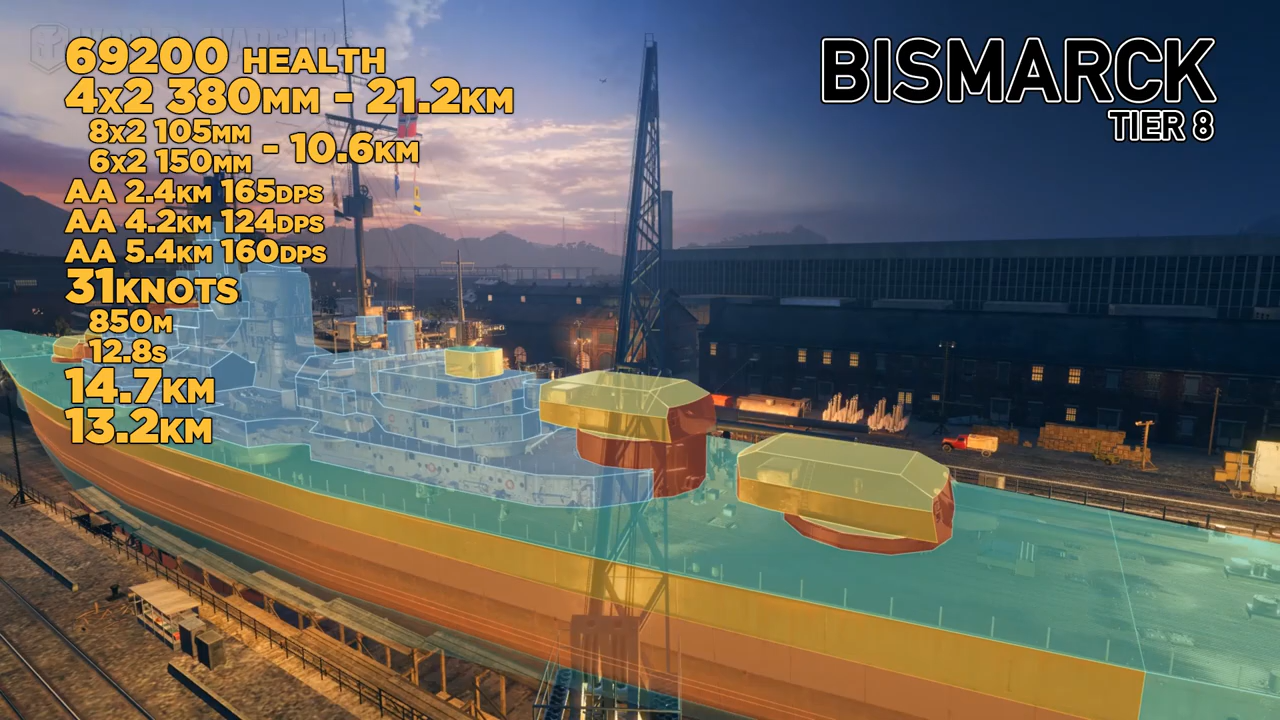 69200 HEALTH
4x2 380MM - 21.2KM
8x2 105MM
6x2 150MM
- 10.6KM
AA 2.4KM 165DPS
AA 4.2KM 124DPS
AA 5.4KM 160DPS
31KNOTS
850M
12.8S
14.7KM
13.2KM
BISMARCK
TIER 8